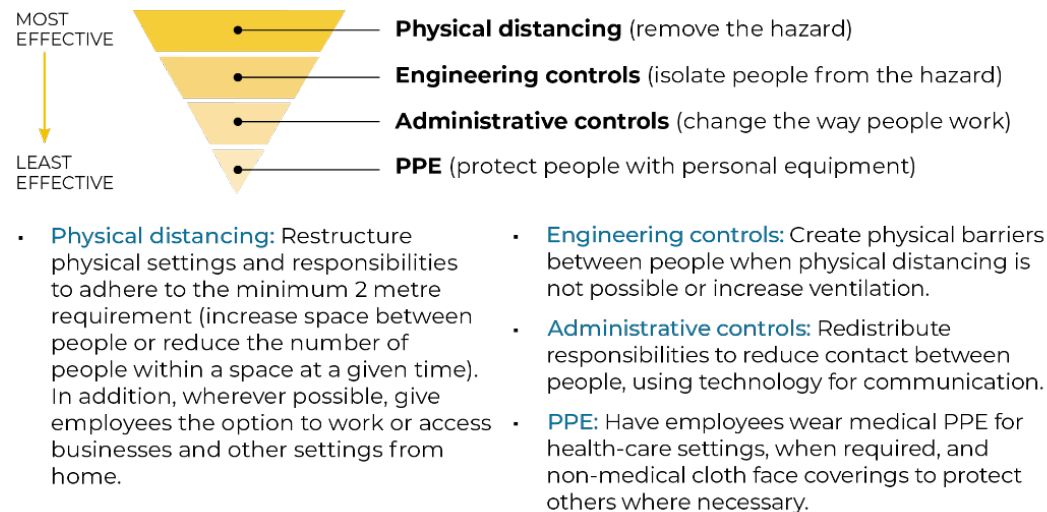 MOST
EFFECTIVE
LEAST
EFFECTIVE
Physical distancing (remove the hazard)
Engineering controls (isolate people from the hazard)
Administrative controls (change the way people work)
PPE (protect people with personal equipment)
▪ Physical distancing: Restructure
physical settings and responsibilities
to adhere to the minimum 2 metre
requirement (increase space between
people or reduce the number of
people within a space at a given time).
In addition, wherever possible, give
employees the option to work or access
businesses and other settings from
home.
▪ Engineering controls: Create physical barriers
between people when physical distancing is
not possible or increase ventilation.
▪ Administrative controls: Redistribute
responsibilities to reduce contact between
people, using technology for communication.
▪ PPE: Have employees wear medical PPE for
health-care settings, when required, and
non-medical cloth face coverings to protect
others where necessary.